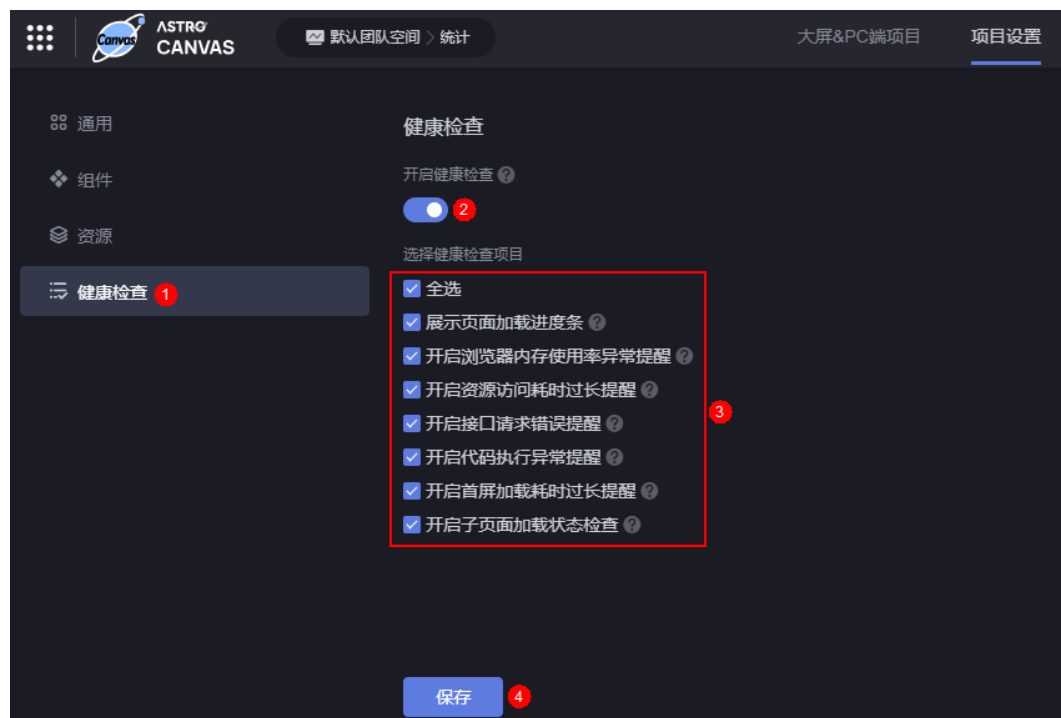 Canvas
ASTRO
CANVAS
默认团队空间 > 统计
大屏&PC端项目
项目设置
通用
组件
资源
健康检查 1
健康检查
开启健康检查 ?
2
选择健康检查项目
全选
展示页面加载进度条 ?
开启浏览器内存使用率异常提醒 ?
开启资源访问耗时过长提醒 ?
3
开启接口请求错误提醒 ?
开启代码执行异常提醒 ?
开启首屏加载耗时过长提醒 ?
开启子页面加载状态检查 ?
保存 4